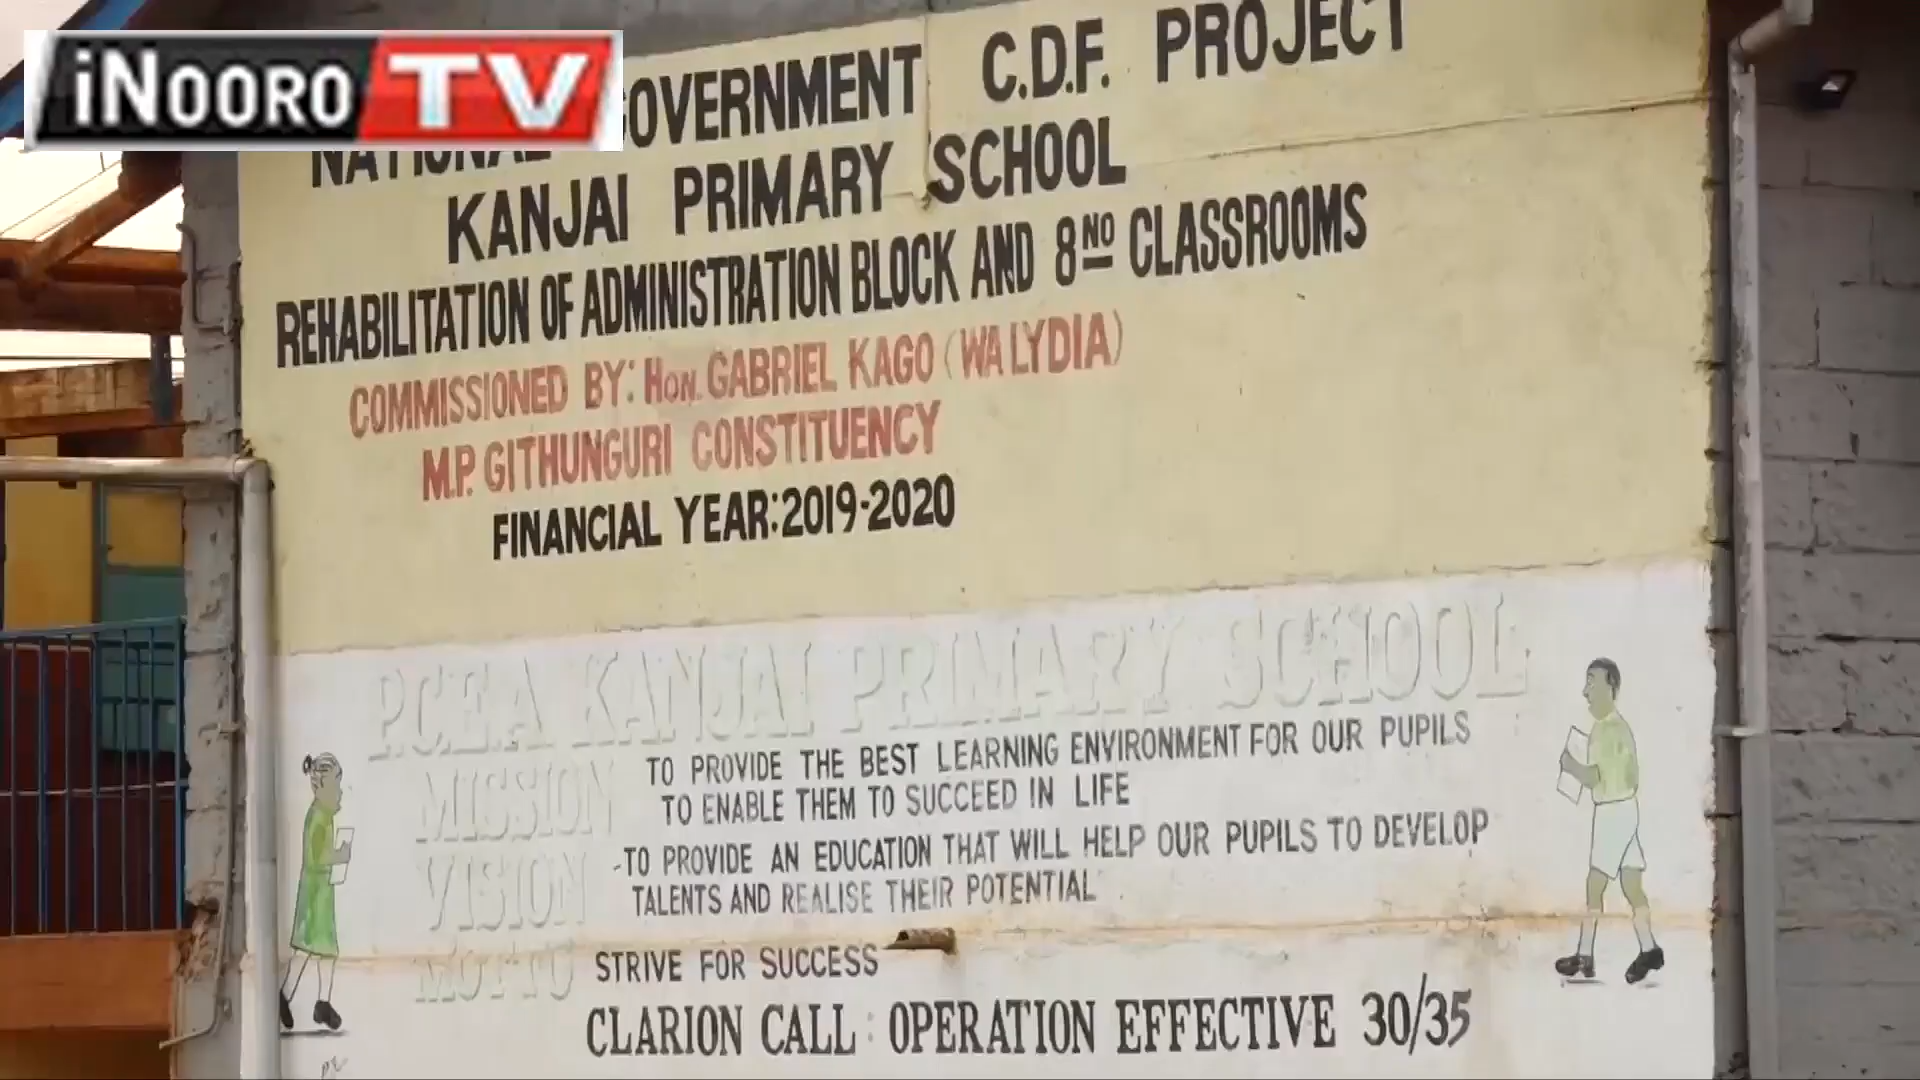 iNOORO TV
NATIONAL GOVERNMENT C.D.F. PROJECT
KANJAI PRIMARY SCHOOL
REHABILITATION OF ADMINISTRATION BLOCK AND 8NO CLASSROOMS
COMMISSIONED BY: HON. GABRIEL KAGO (WA LYDIA)
M.P. GITHUNGURI CONSTITUENCY
FINANCIAL YEAR: 2019-2020
P.C.E.A KANJAI PRIMARY SCHOOL
MISSION TO PROVIDE THE BEST LEARNING ENVIRONMENT FOR OUR PUPILS
TO ENABLE THEM TO SUCCEED IN LIFE
VISION -TO PROVIDE AN EDUCATION THAT WILL HELP OUR PUPILS TO DEVELOP
TALENTS AND REALISE THEIR POTENTIAL
MOTTO STRIVE FOR SUCCESS
CLARION CALL: OPERATION EFFECTIVE 30/35